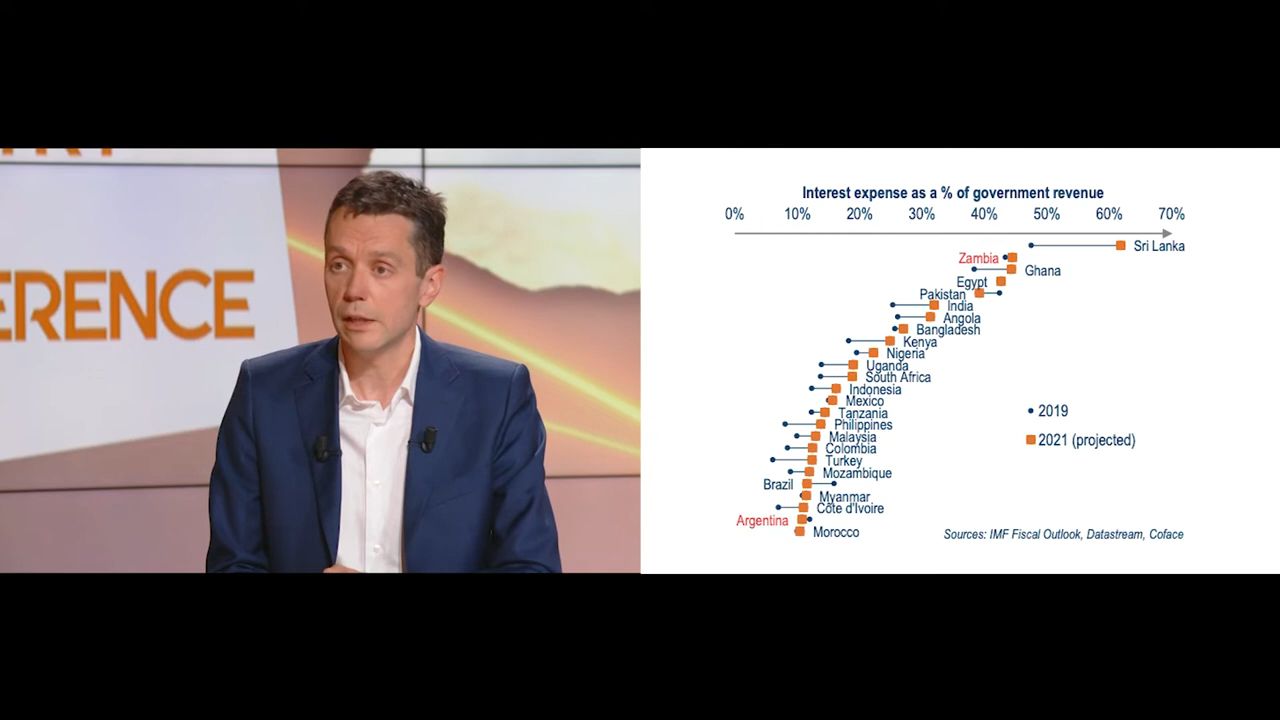 ERENCE
Interest expense as a % of government revenue
0% 10% 20% 30% 40% 50% 60% 70%
Sri Lanka
Zambia
Ghana
Egypt
Pakistan
India
Angola
Bangladesh
Kenya
Nigeria
Uganda
South Africa
Indonesia
Mexico
2019
Tanzania
Philippines
Malaysia
2021 (projected)
Colombia
Turkey
Mozambique
Brazil
Myanmar
Côte d'Ivoire
Argentina
Morocco
Sources: IMF Fiscal Outlook, Datastream, Coface